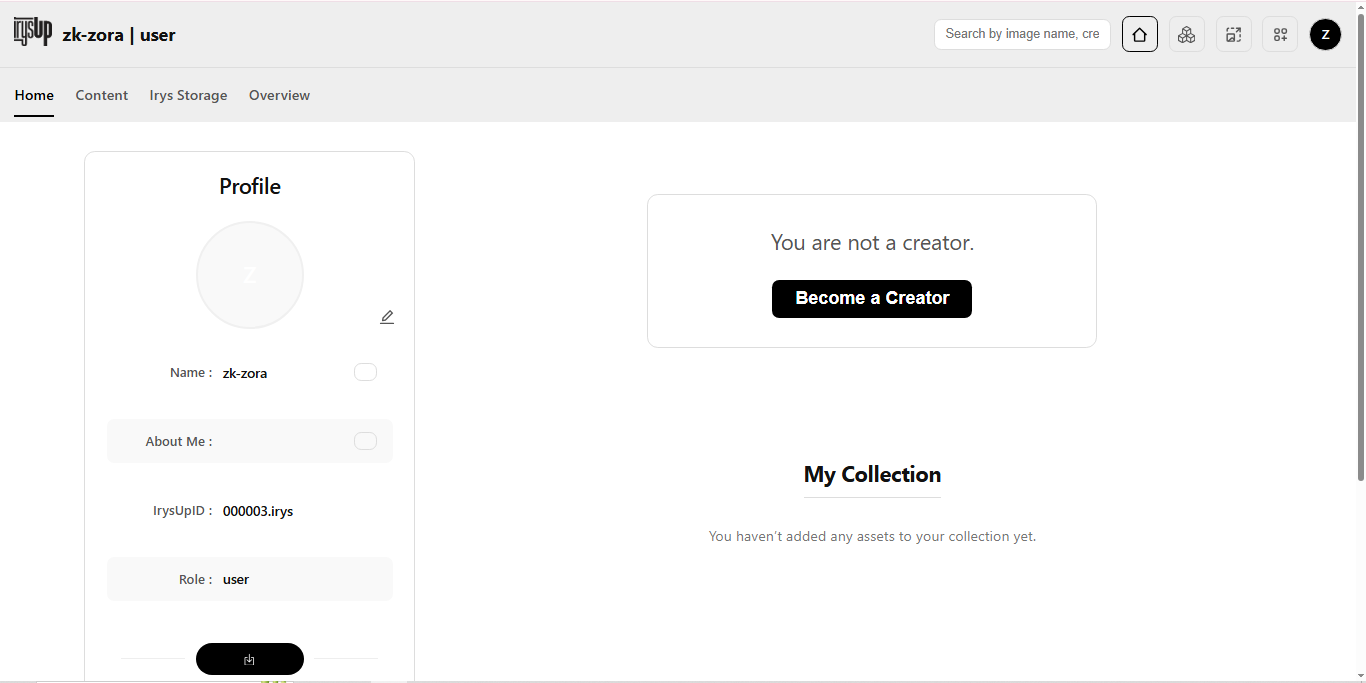 irysUp zk-zora | user
Search by image name, cre
Z
Home Content Irys Storage Overview
Profile
Z
Name : zk-zora
About Me :
IrysUpID : 000003.irys
Role : user
You are not a creator.
Become a Creator
My Collection
You haven't added any assets to your collection yet.